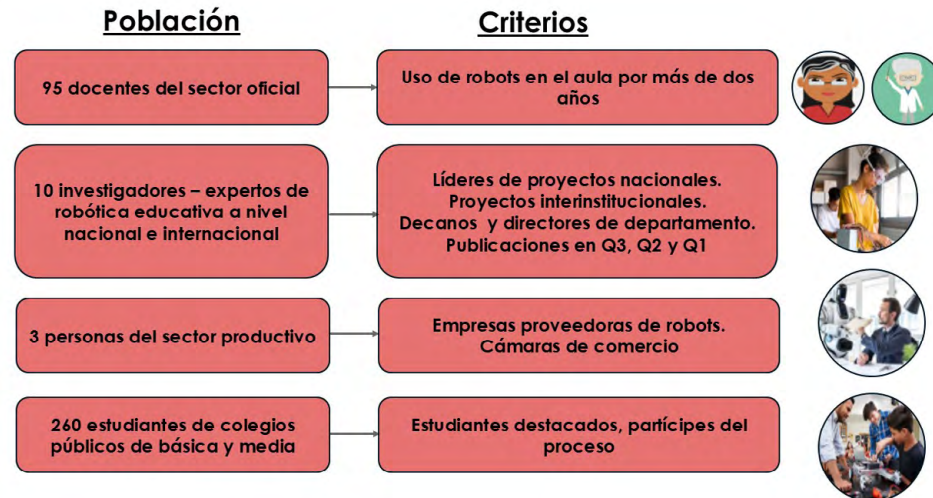 Población
Criterios
95 docentes del sector oficial
Uso de robots en el aula por más de dos
años
10 investigadores – expertos de
robótica educativa a nivel
nacional e internacional
Líderes de proyectos nacionales.
Proyectos interinstitucionales.
Decanos y directores de departamento.
Publicaciones en Q3, Q2 y Q1
3 personas del sector productivo
Empresas proveedoras de robots.
Cámaras de comercio
260 estudiantes de colegios
públicos de básica y media
Estudiantes destacados, partícipes del
proceso